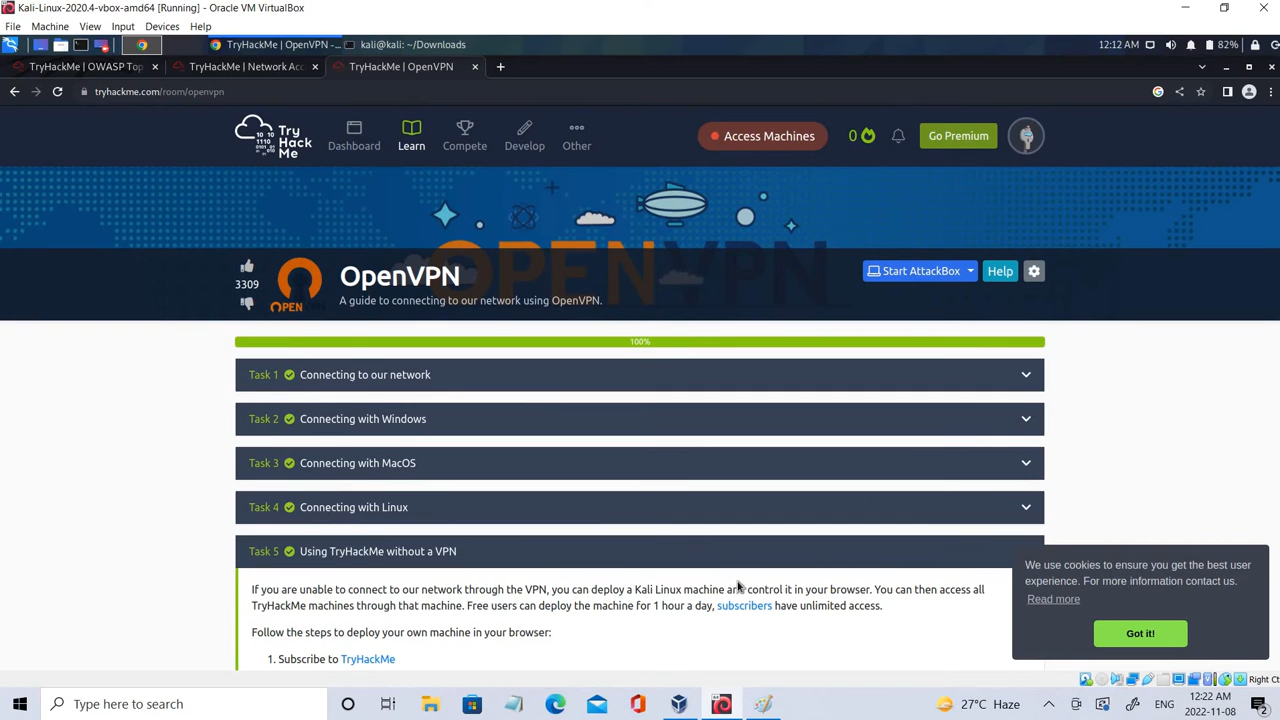 Kali-Linux-2020.4-vbox-amd64 [Running] - Oracle VM VirtualBox
File Machine View Input Devices Help
TryHackMe | OpenVPN -... kali@kali: ~/Downloads 12:12 AM 82%
TryHackMe | OWASP Top TryHackMe | Network Acc TryHackMe | OpenVPN
tryhackme.com/room/openvpn
Try Hack Me
Dashboard Learn Compete Develop Other
Access Machines 0 Go Premium
OPENVPN
3309
OPEN
OpenVPN
A guide to connecting to our network using OpenVPN.
Start AttackBox Help
100%
Task 1 Connecting to our network
Task 2 Connecting with Windows
Task 3 Connecting with MacOS
Task 4 Connecting with Linux
Task 5 Using TryHackMe without a VPN
If you are unable to connect to our network through the VPN, you can deploy a Kali Linux machine and control it in your browser. You can then access all
TryHackMe machines through that machine. Free users can deploy the machine for 1 hour a day, subscribers have unlimited access.
Follow the steps to deploy your own machine in your browser:
1. Subscribe to TryHackMe
We use cookies to ensure you get the best user
experience. For more information contact us.
Read more
Got it!
Right Ct
Type here to search
27°C Haze ENG 12:22 AM
2022-11-08 2